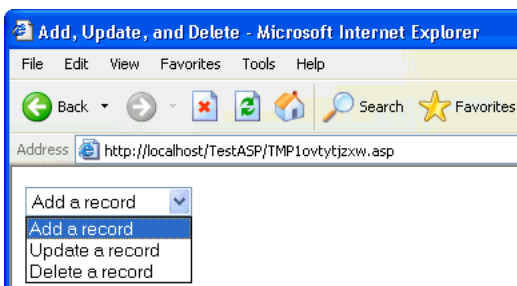 Add, Update, and Delete - Microsoft Internet Explorer
File Edit View Favorites Tools Help
Back Search Favorites
Address http://localhost/TestASP/TMP1ovtytjzxw.asp
Add a record
Add a record
Update a record
Delete a record